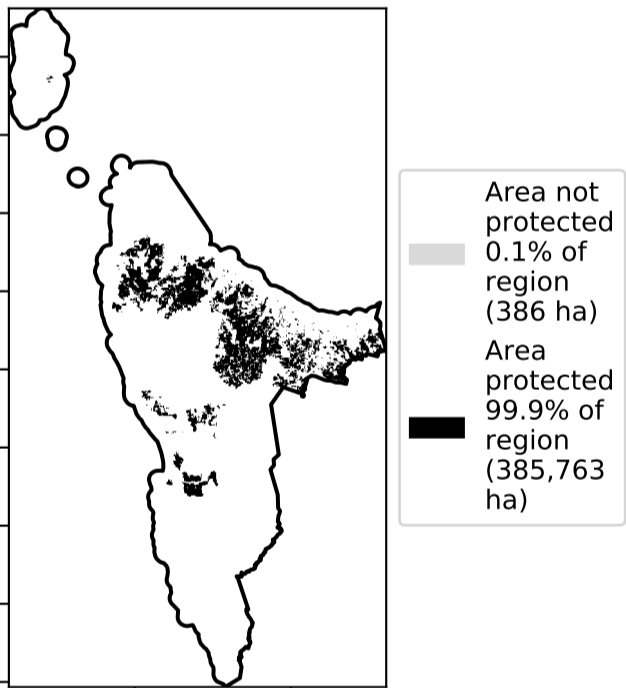 Area not
protected
0.1% of
region
(386 ha)
Area
protected
99.9% of
region
(385,763
ha)